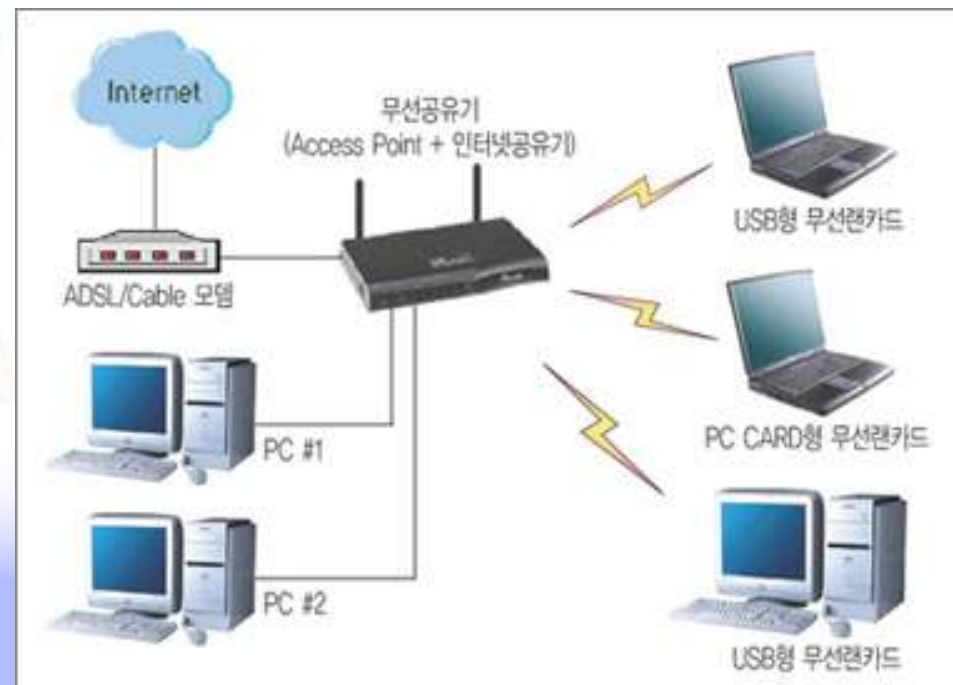 Internet
무선공유기
(Access Point + 인터넷공유기)
USB형 무선랜카드
ADSL/Cable 모뎀
PC CARD형 무선랜카드
PC #1
PC #2
USB형 무선랜카드